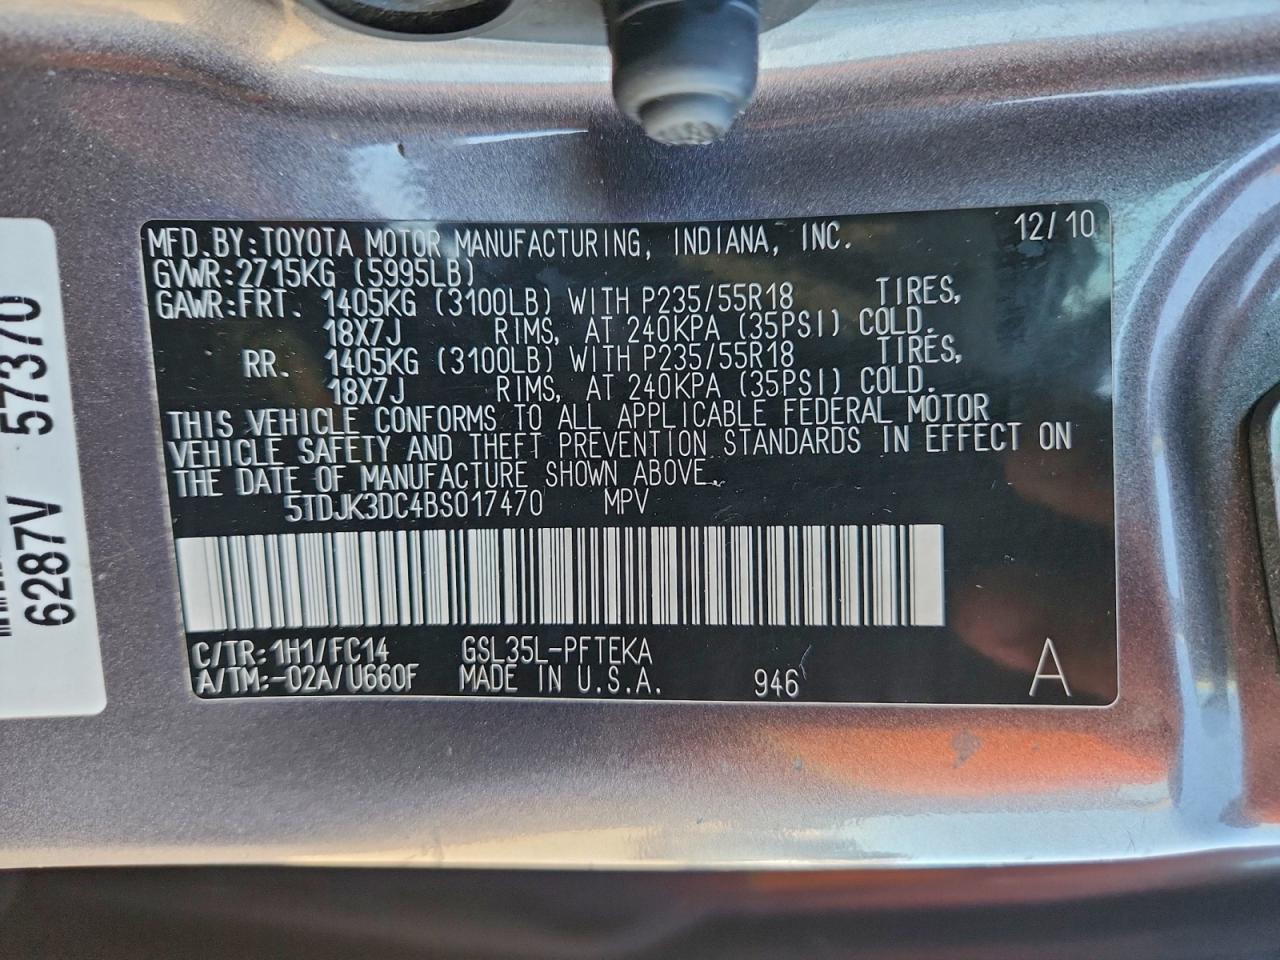 MFD.BY:TOYOTA MOTOR MANUFACTURING, INDIANA, INC. 12/10
GVWR:2715KG (5995LB)
GAWR:FRT. 1405KG (3100LB) WITH P235/55R18 TIRES,
18X7J RIMS, AT 240KPA (35PSI) COLD.
RR. 1405KG (3100LB) WITH P235/55R18 TIRES,
18X7J RIMS, AT 240KPA (35PSI) COLD.
THIS VEHICLE CONFORMS TO ALL APPLICABLE FEDERAL MOTOR
VEHICLE SAFETY AND THEFT PREVENTION STANDARDS IN EFFECT ON
THE DATE OF MANUFACTURE SHOWN ABOVE.
5TDJK3DC4BS017470 MPV
C/TR:1H1/FC14 GSL35L-PFTEKA
A/TM:-02A/U660F MADE IN U.S.A. 946 A
6287V 57370